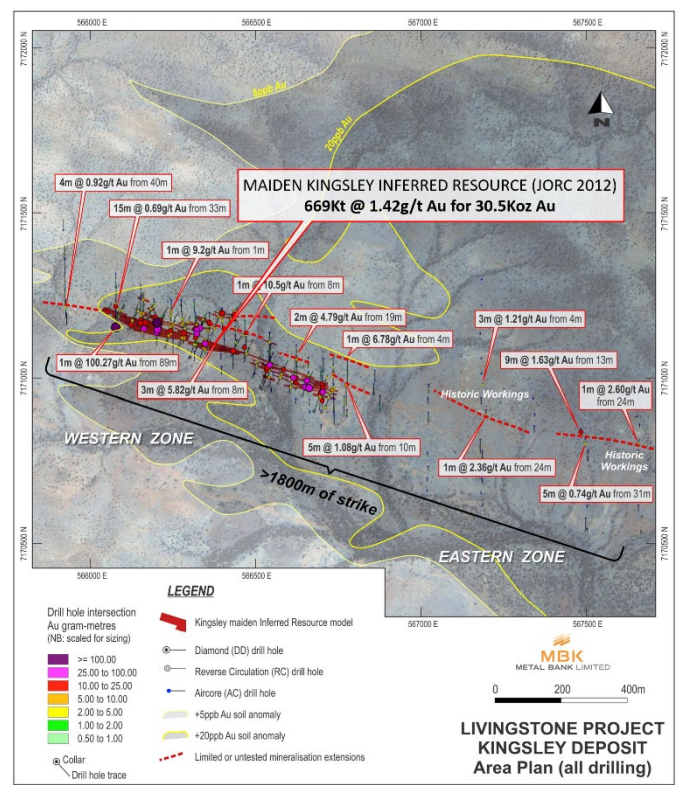 566000 E
566500 E
567000 E
567500 E
7172000 N
7172000 N
5ppb Au
20ppb Au
N
4m @ 0.92g/t Au from 40m
MAIDEN KINGSLEY INFERRED RESOURCE (JORC 2012)
669Kt @ 1.42g/t Au for 30.5Koz Au
15m @ 0.69g/t Au from 33m
7171500 N
7171500 N
1m @ 9.2g/t Au from 1m
1m @ 10.5g/t Au from 8m
2m @ 4.79g/t Au from 19m
3m @ 1.21g/t Au from 4m
1m @ 6.78g/t Au from 4m
9m @ 1.63g/t Au from 13m
1m @ 100.27g/t Au from 89m
7171000 N
7171000 N
3m @ 5.82g/t Au from 8m
Historic Workings
1m @ 2.60g/t Au
from 24m
WESTERN ZONE
5m @ 1.08g/t Au from 10m
Historic
Workings
1m @ 2.36g/t Au from 24m
>1800m of strike
5m @ 0.74g/t Au from 31m
EASTERN ZONE
7170500 N
7170500 N
566000 E
566500 E
567000 E
567500 E
LEGEND
Drill hole intersection
Au gram-metres
(NB: scaled for sizing)
>= 100.00
25.00 to 100.00
10.00 to 25.00
5.00 to 10.00
2.00 to 5.00
1.00 to 2.00
0.50 to 1.00
Collar
Drill hole trace
Kingsley maiden Inferred Resource model
Diamond (DD) drill hole
Reverse Circulation (RC) drill hole
Aircore (AC) drill hole
+5ppb Au soil anomaly
+20ppb Au soil anomaly
Limited or untested mineralisation extensions
MBK
METAL BANK LIMITED
0 200 400m
LIVINGSTONE PROJECT
KINGSLEY DEPOSIT
Area Plan (all drilling)